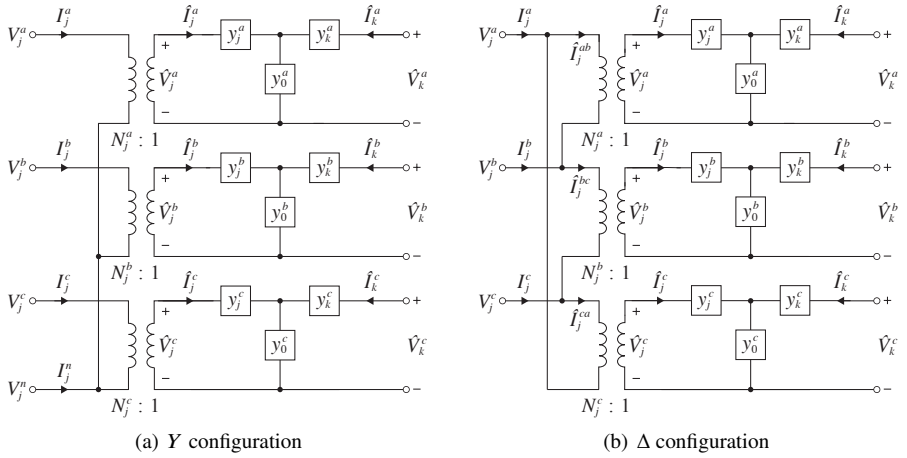 I_j^a Î_j^a Î_k^a I_j^a Î_j^a Î_k^a
V_j^a y_j^a y_k^a + V_j^a y_j^a y_k^a +
+ Î_j^ab +
V̂_j^a y_0^a V̂_k^a V̂_j^a y_0^a V̂_k^a
− − − −
N_j^a : 1 N_j^a : 1
I_j^b Î_j^b Î_k^b I_j^b Î_j^b Î_k^b
V_j^b y_j^b y_k^b + V_j^b y_j^b y_k^b +
+ Î_j^bc +
V̂_j^b y_0^b V̂_k^b V̂_j^b y_0^b V̂_k^b
− − − −
N_j^b : 1 N_j^b : 1
I_j^c Î_j^c Î_k^c I_j^c Î_j^c Î_k^c
V_j^c y_j^c y_k^c + V_j^c y_j^c y_k^c +
+ Î_j^ca +
V̂_j^c y_0^c V̂_k^c V̂_j^c y_0^c V̂_k^c
I_j^n
V_j^n − − − −
N_j^c : 1 N_j^c : 1
(a) Y configuration (b) Δ configuration